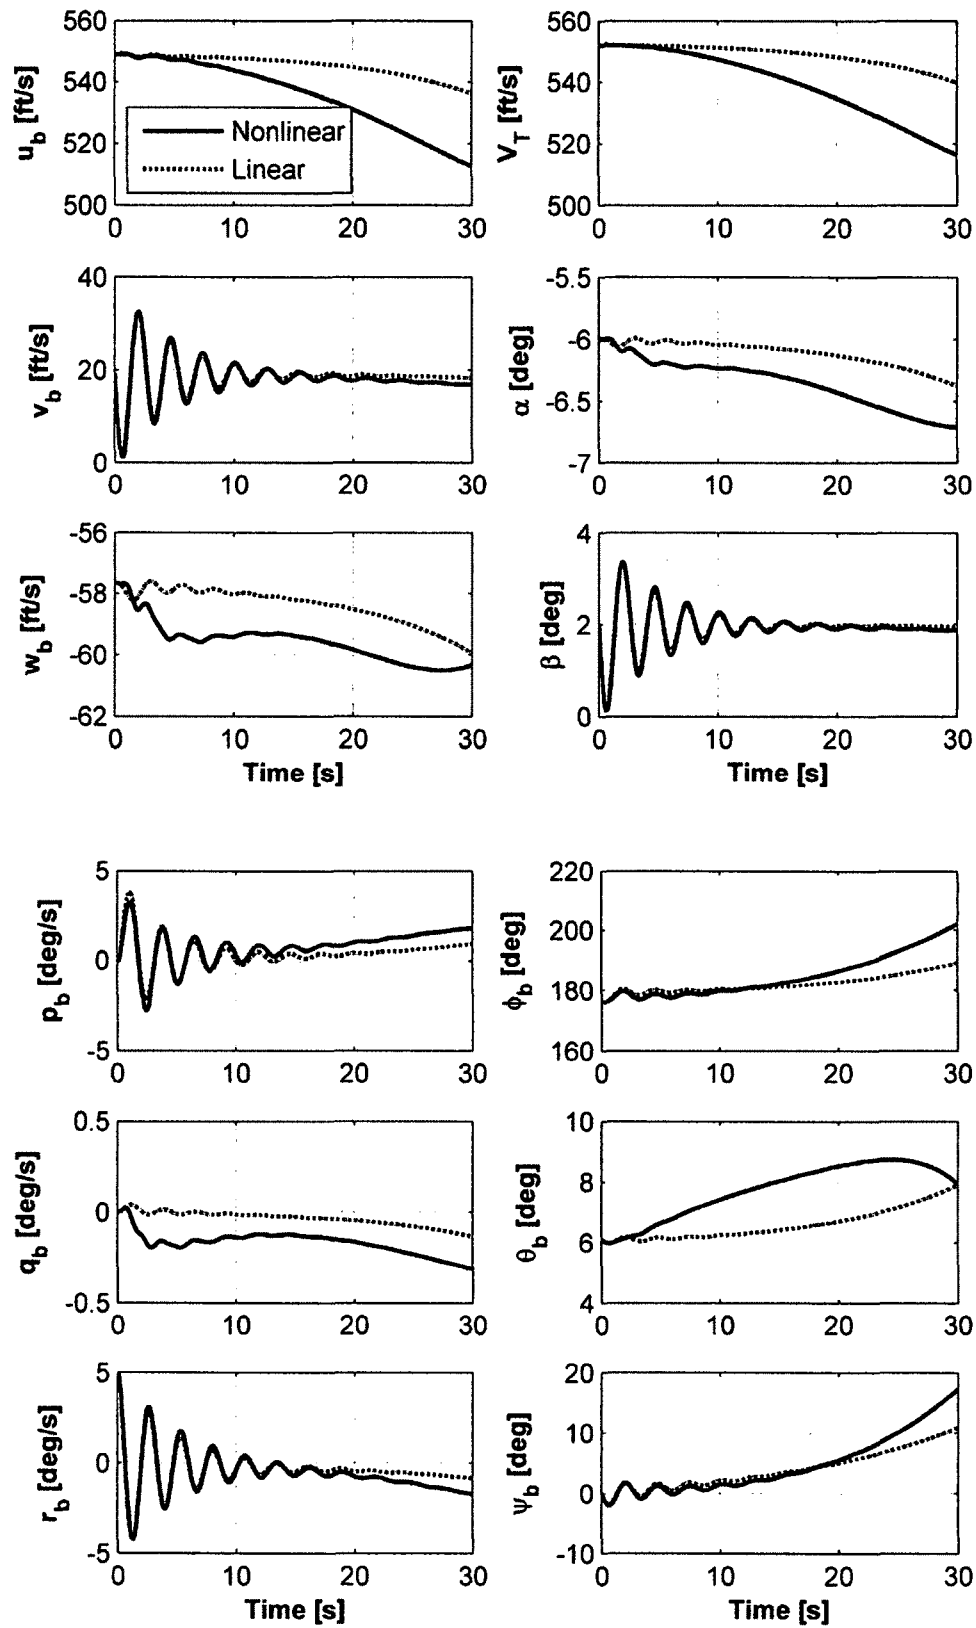 560
540
520
500
u_b [ft/s]
Nonlinear
Linear
0 10 20 30
560
540
520
500
V_T [ft/s]
0 10 20 30
40
20
0
v_b [ft/s]
0 10 20 30
-5.5
-6
-6.5
-7
α [deg]
0 10 20 30
-56
-58
-60
-62
w_b [ft/s]
0 10 20 30
Time [s]
4
2
0
β [deg]
0 10 20 30
Time [s]
5
0
-5
p_b [deg/s]
0 10 20 30
220
200
180
160
ϕ_b [deg]
0 10 20 30
0.5
0
-0.5
q_b [deg/s]
0 10 20 30
10
8
6
4
θ_b [deg]
0 10 20 30
5
0
-5
r_b [deg/s]
0 10 20 30
Time [s]
20
10
0
-10
ψ_b [deg]
0 10 20 30
Time [s]